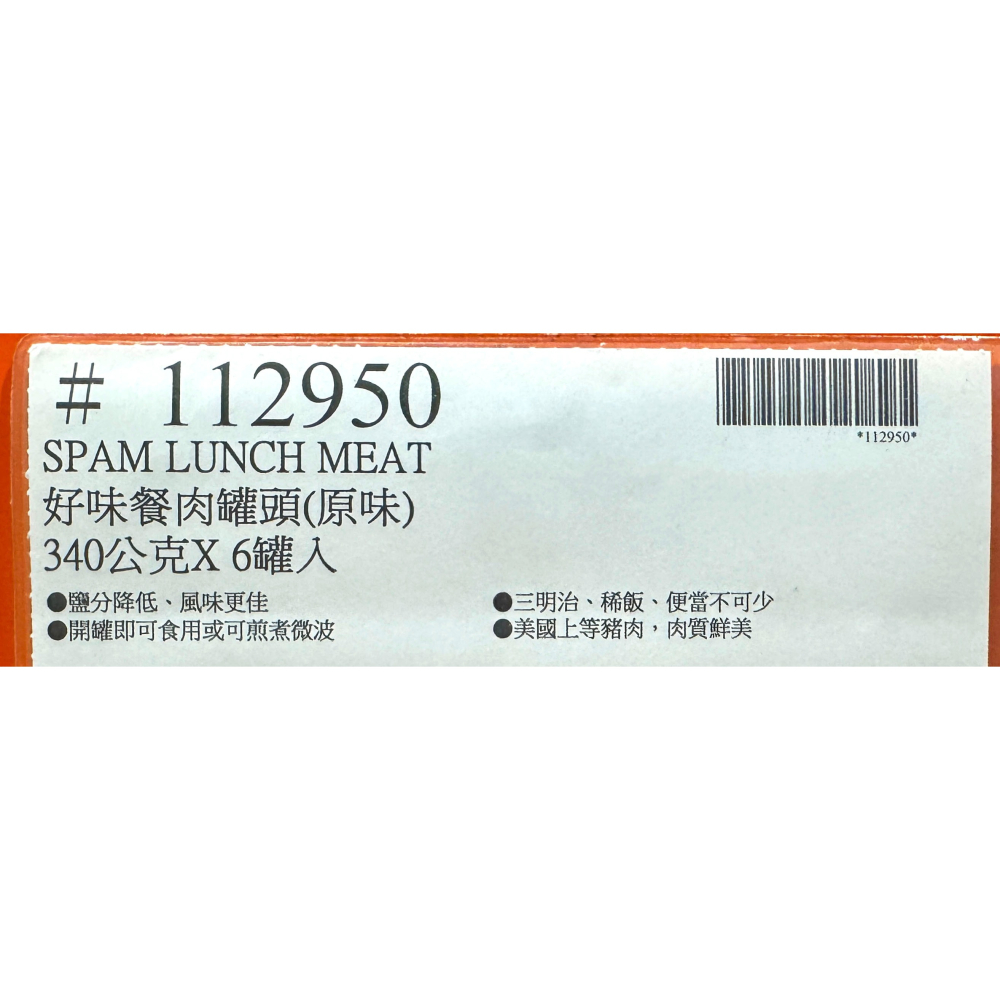 # 112950
*112950*
SPAM LUNCH MEAT
好味餐肉罐頭(原味)
340公克X 6罐入
●鹽分降低、風味更佳
●三明治、稀飯、便當不可少
●開罐即可食用或可煎煮微波
●美國上等豬肉，肉質鮮美